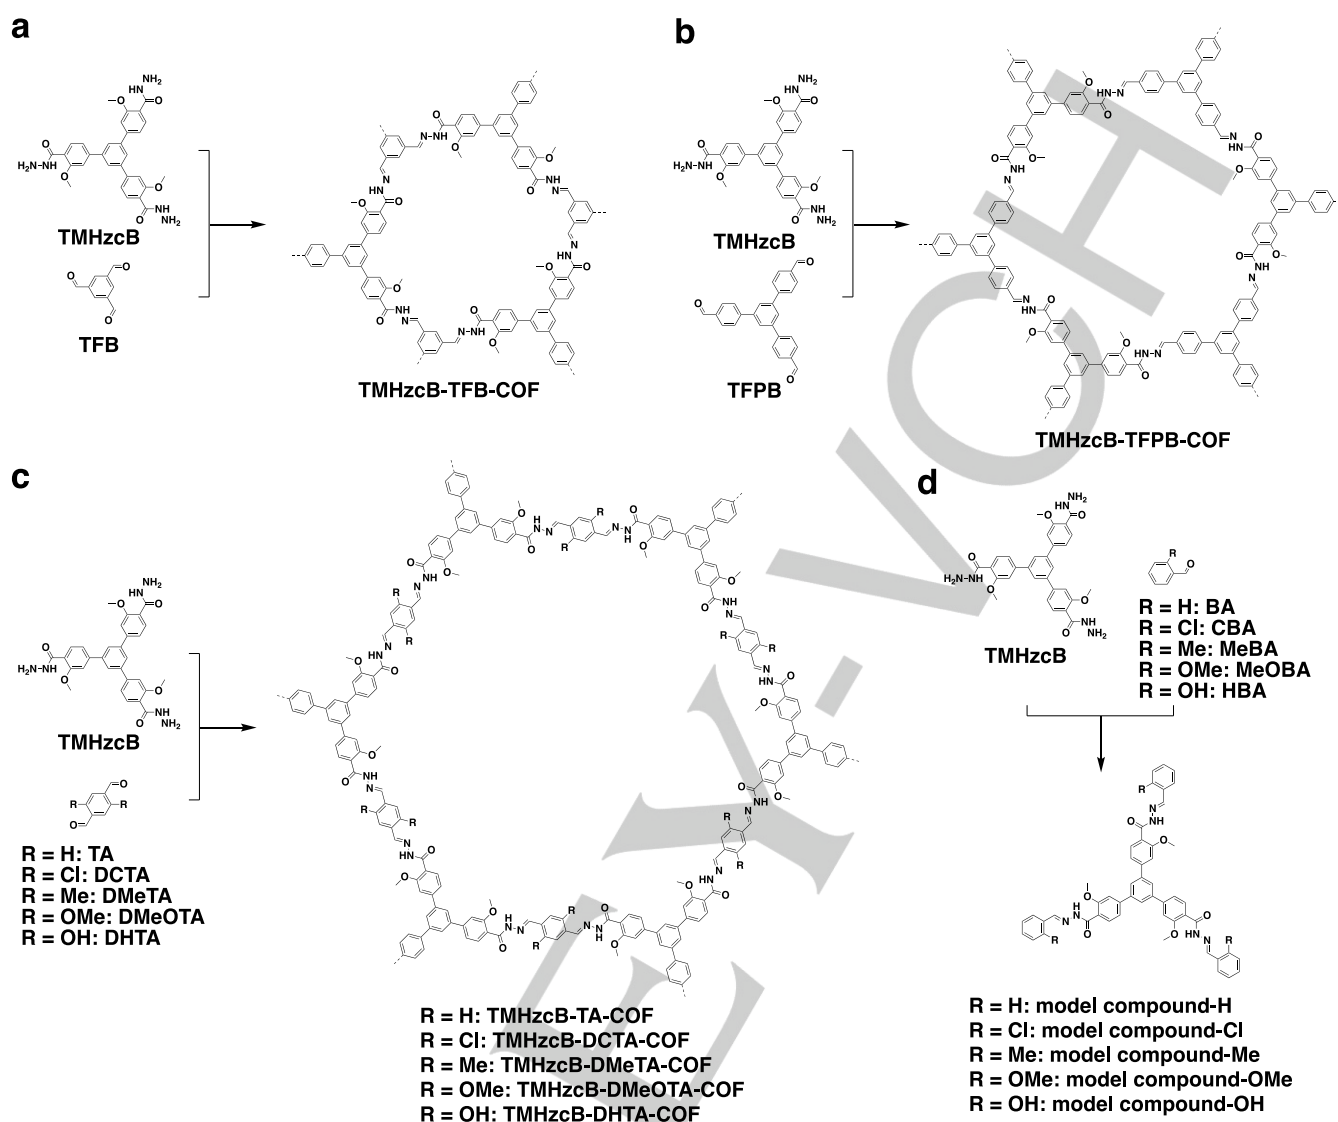 a
TMHzcB
TFB
TMHzcB-TFB-COF
b
TMHzcB
TFPB
TMHzcB-TFPB-COF
c
TMHzcB
R = H: TA
R = Cl: DCTA
R = Me: DMeTA
R = OMe: DMeOTA
R = OH: DHTA
R = H: TMHzcB-TA-COF
R = Cl: TMHzcB-DCTA-COF
R = Me: TMHzcB-DMeTA-COF
R = OMe: TMHzcB-DMeOTA-COF
R = OH: TMHzcB-DHTA-COF
d
TMHzcB
R = H: BA
R = Cl: CBA
R = Me: MeBA
R = OMe: MeOBA
R = OH: HBA
R = H: model compound-H
R = Cl: model compound-Cl
R = Me: model compound-Me
R = OMe: model compound-OMe
R = OH: model compound-OH
EY-VCH